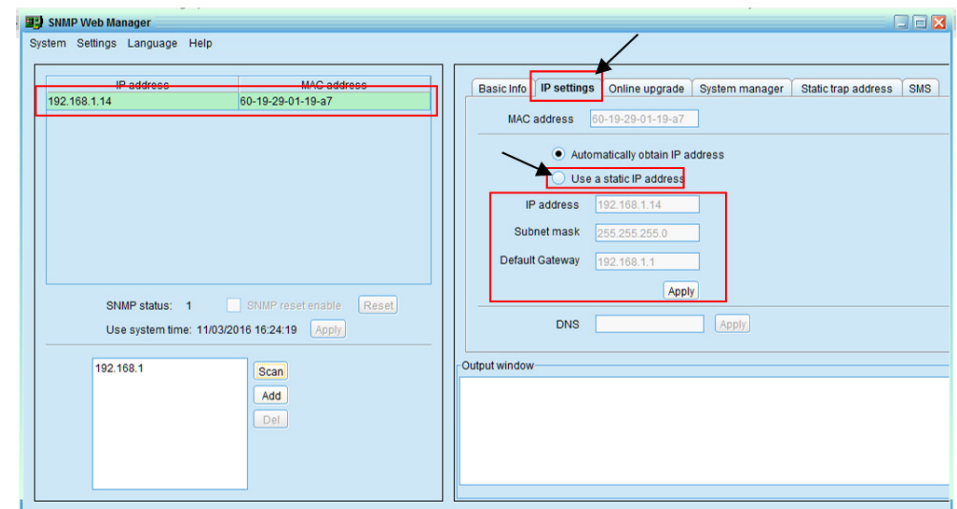 SNMP Web Manager
System Settings Language Help
IP address MAC address
192.168.1.14 60-19-29-01-19-a7
SNMP status: 1 SNMP reset enable Reset
Use system time: 11/03/2016 16:24:19 Apply
192.168.1
Scan
Add
Del
Basic Info IP settings Online upgrade System manager Static trap address SMS
MAC address 60-19-29-01-19-a7
Automatically obtain IP address
Use a static IP address
IP address 192.168.1.14
Subnet mask 255.255.255.0
Default Gateway 192.168.1.1
Apply
DNS Apply
Output window